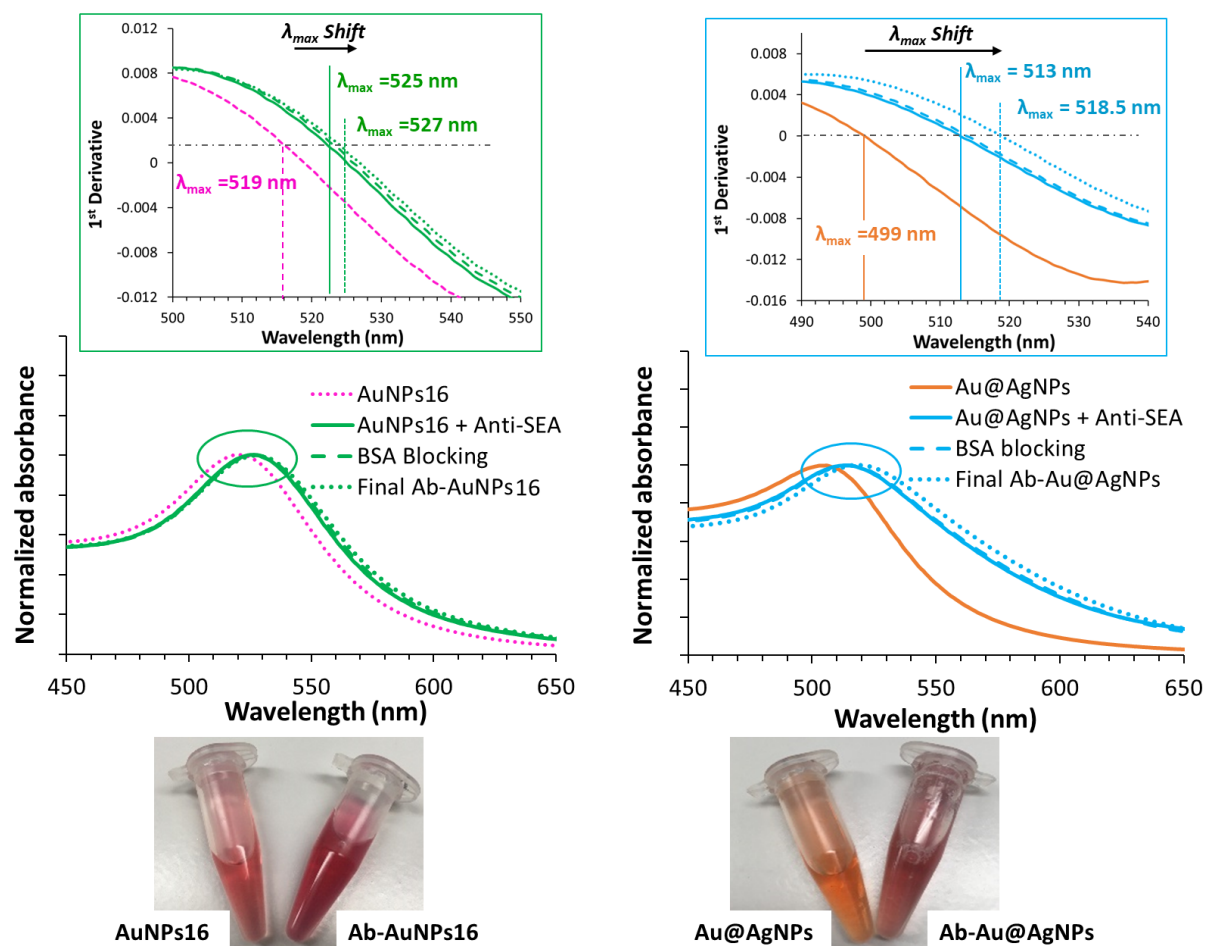 0.012
0.008
0.004
0
-0.004
-0.008
-0.012
1st Derivative
λmax Shift
λmax =525 nm
λmax =527 nm
λmax =519 nm
500 510 520 530 540 550
Wavelength (nm)
0.008
0.004
0
-0.004
-0.008
-0.012
-0.016
1st Derivative
λmax Shift
λmax = 513 nm
λmax = 518.5 nm
λmax =499 nm
490 500 510 520 530 540
Wavelength (nm)
Normalized absorbance
AuNPs16
AuNPs16 + Anti-SEA
BSA Blocking
Final Ab-AuNPs16
450 500 550 600 650
Wavelength (nm)
Normalized absorbance
Au@AgNPs
Au@AgNPs + Anti-SEA
BSA blocking
Final Ab-Au@AgNPs
450 500 550 600 650
Wavelength (nm)
AuNPs16 Ab-AuNPs16
Au@AgNPs Ab-Au@AgNPs